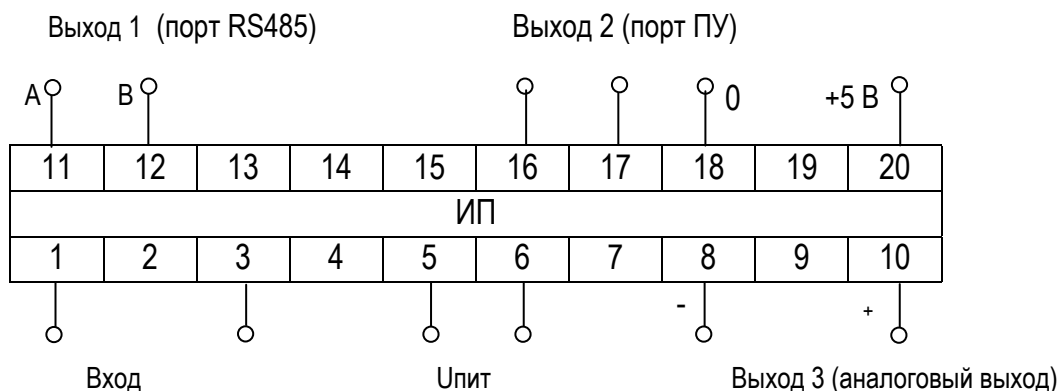 Выход 1 (порт RS485) Выход 2 (порт ПУ)
A B 0 +5 В
11 12 13 14 15 16 17 18 19 20
ИП
1 2 3 4 5 6 7 8 9 10
- +
Вход Uпит Выход 3 (аналоговый выход)